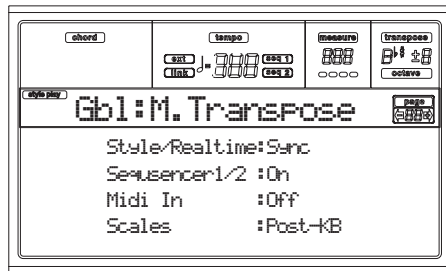 chord
tempo
measure
transpose
ext
seq 1
link
seq 2
octave
style play
Gbl:M.Transpose
page
Style/Realtime:Sync
Sequsencer1/2 :On
Midi In :Off
Scales :Post-KB